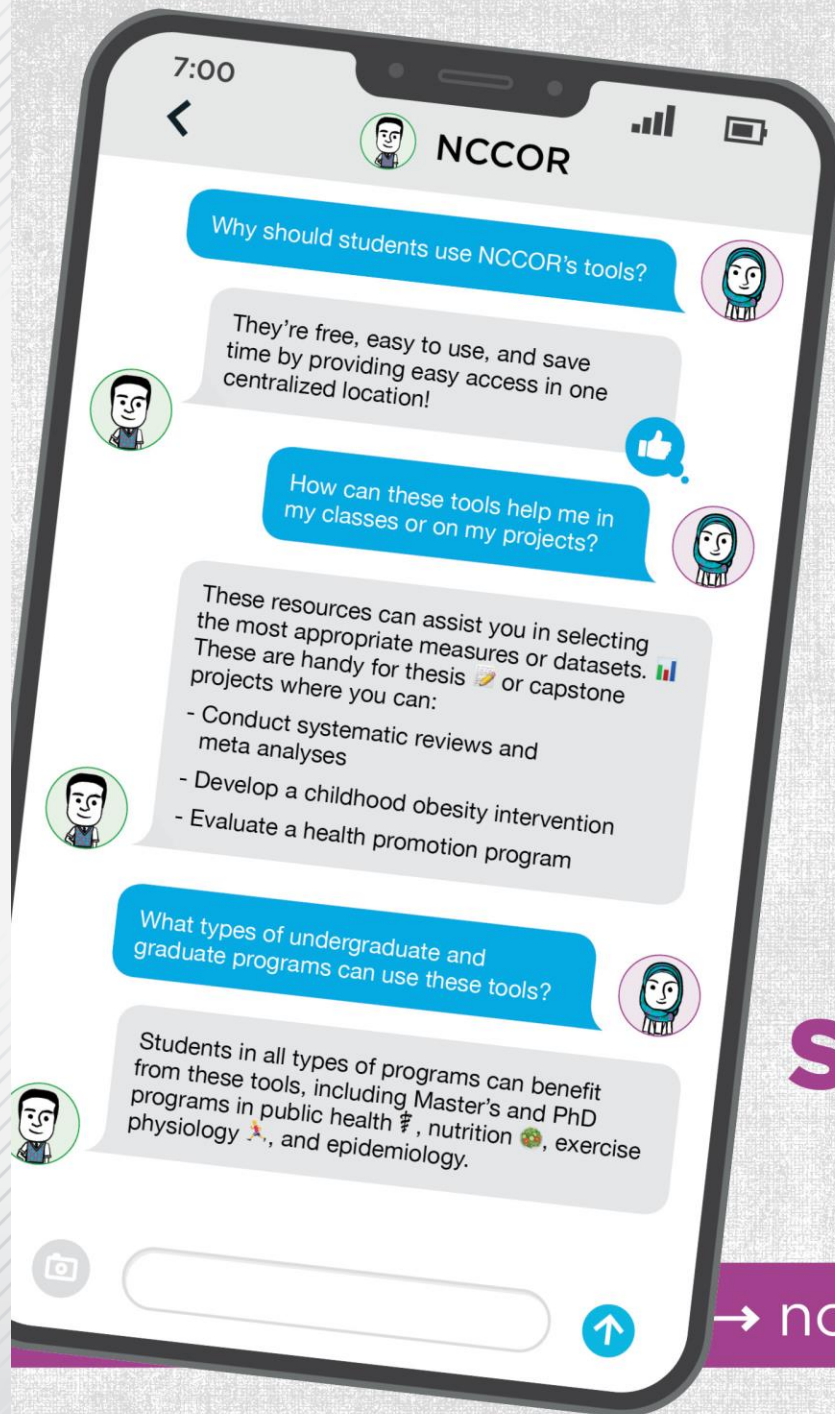 7:00
NCCOR
Why should students use NCCOR's tools?
They're free, easy to use, and save
time by providing easy access in one
centralized location!
How can these tools help me in
my classes or on my projects?
These resources can assist you in selecting
the most appropriate measures or datasets. 📊
These are handy for thesis 📝 or capstone
projects where you can:
- Conduct systematic reviews and
meta analyses
- Develop a childhood obesity intervention
- Evaluate a health promotion program
What types of undergraduate and
graduate programs can use these tools?
Students in all types of programs can benefit
from these tools, including Master's and PhD
programs in public health ⚕, nutrition 🥗, exercise
physiology 🏃, and epidemiology.
S
→ nc